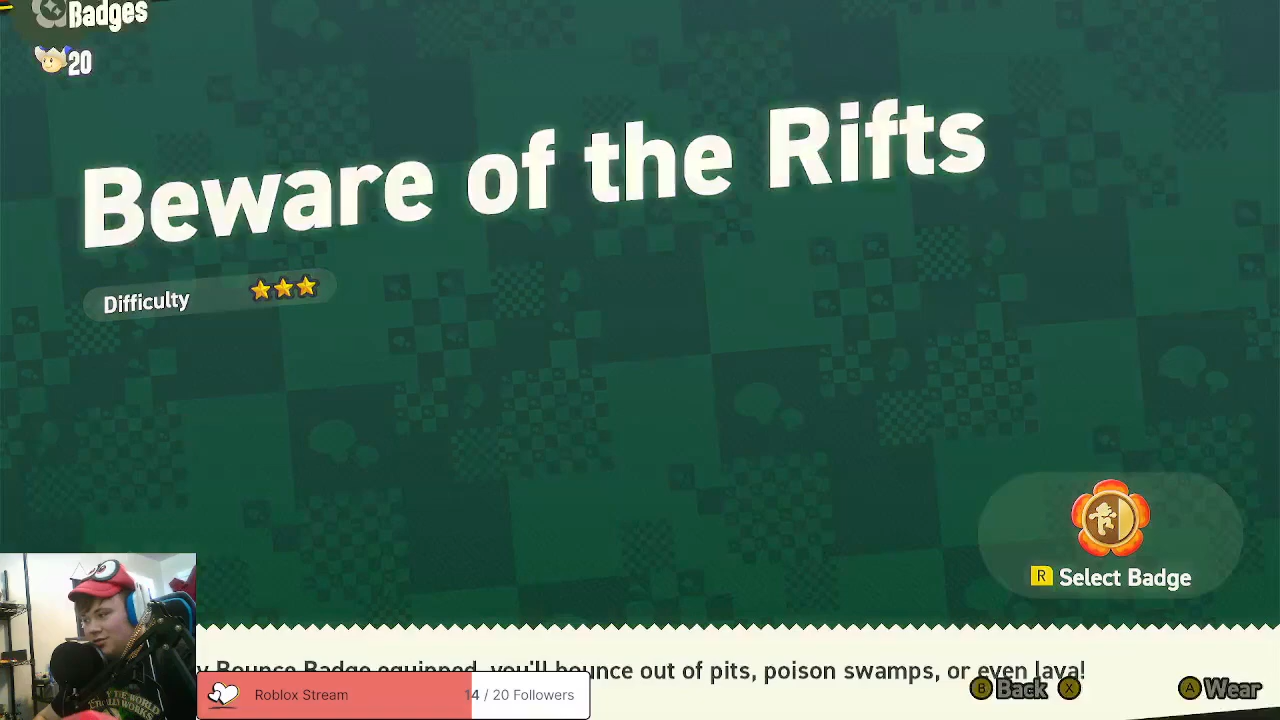 Badges
20
Beware of the Rifts
Difficulty
R Select Badge
y Bounce Badge equipped, you'll bounce out of pits, poison swamps, or even lava!
B Back X
A Wear
Roblox Stream 14 / 20 Followers